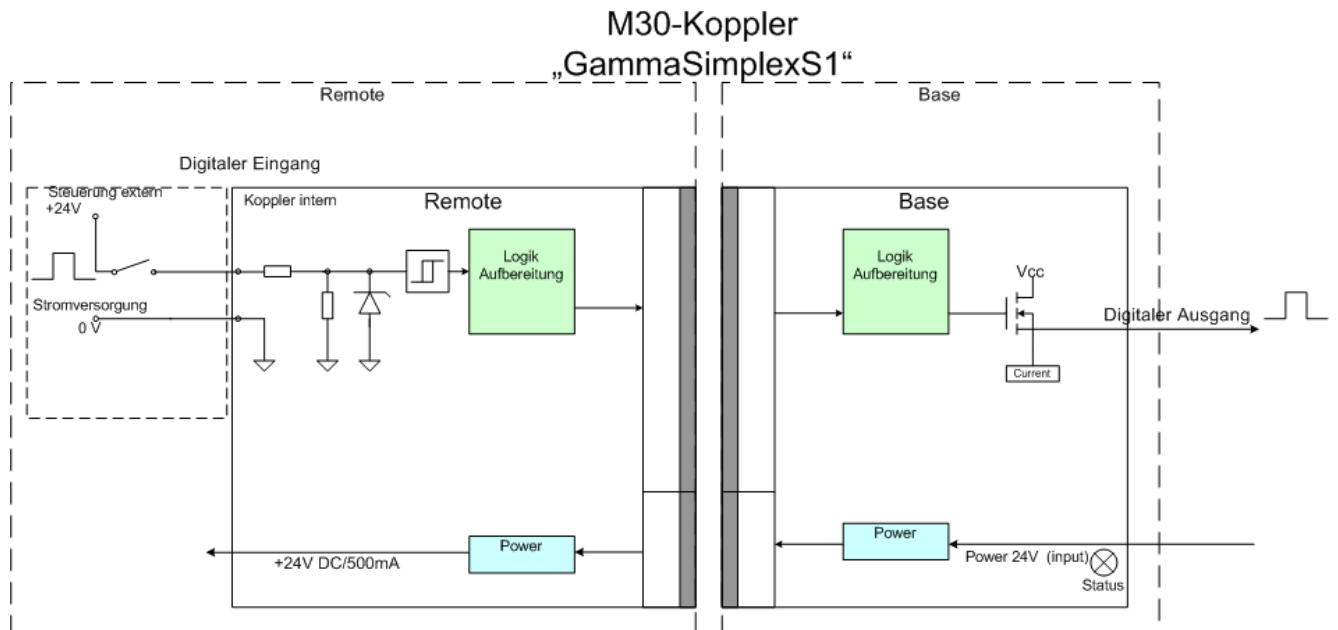 M30-Koppler
„GammaSimplexS1“
Remote
Base
Digitaler Eingang
Steuerung extern
+24V
Koppler intern
Remote
Base
Logik
Aufbereitung
Logik
Aufbereitung
Vcc
Stromversorgung
0 V
Digitaler Ausgang
Current
Power
+24V DC/500mA
Power
Power 24V (input)
Status